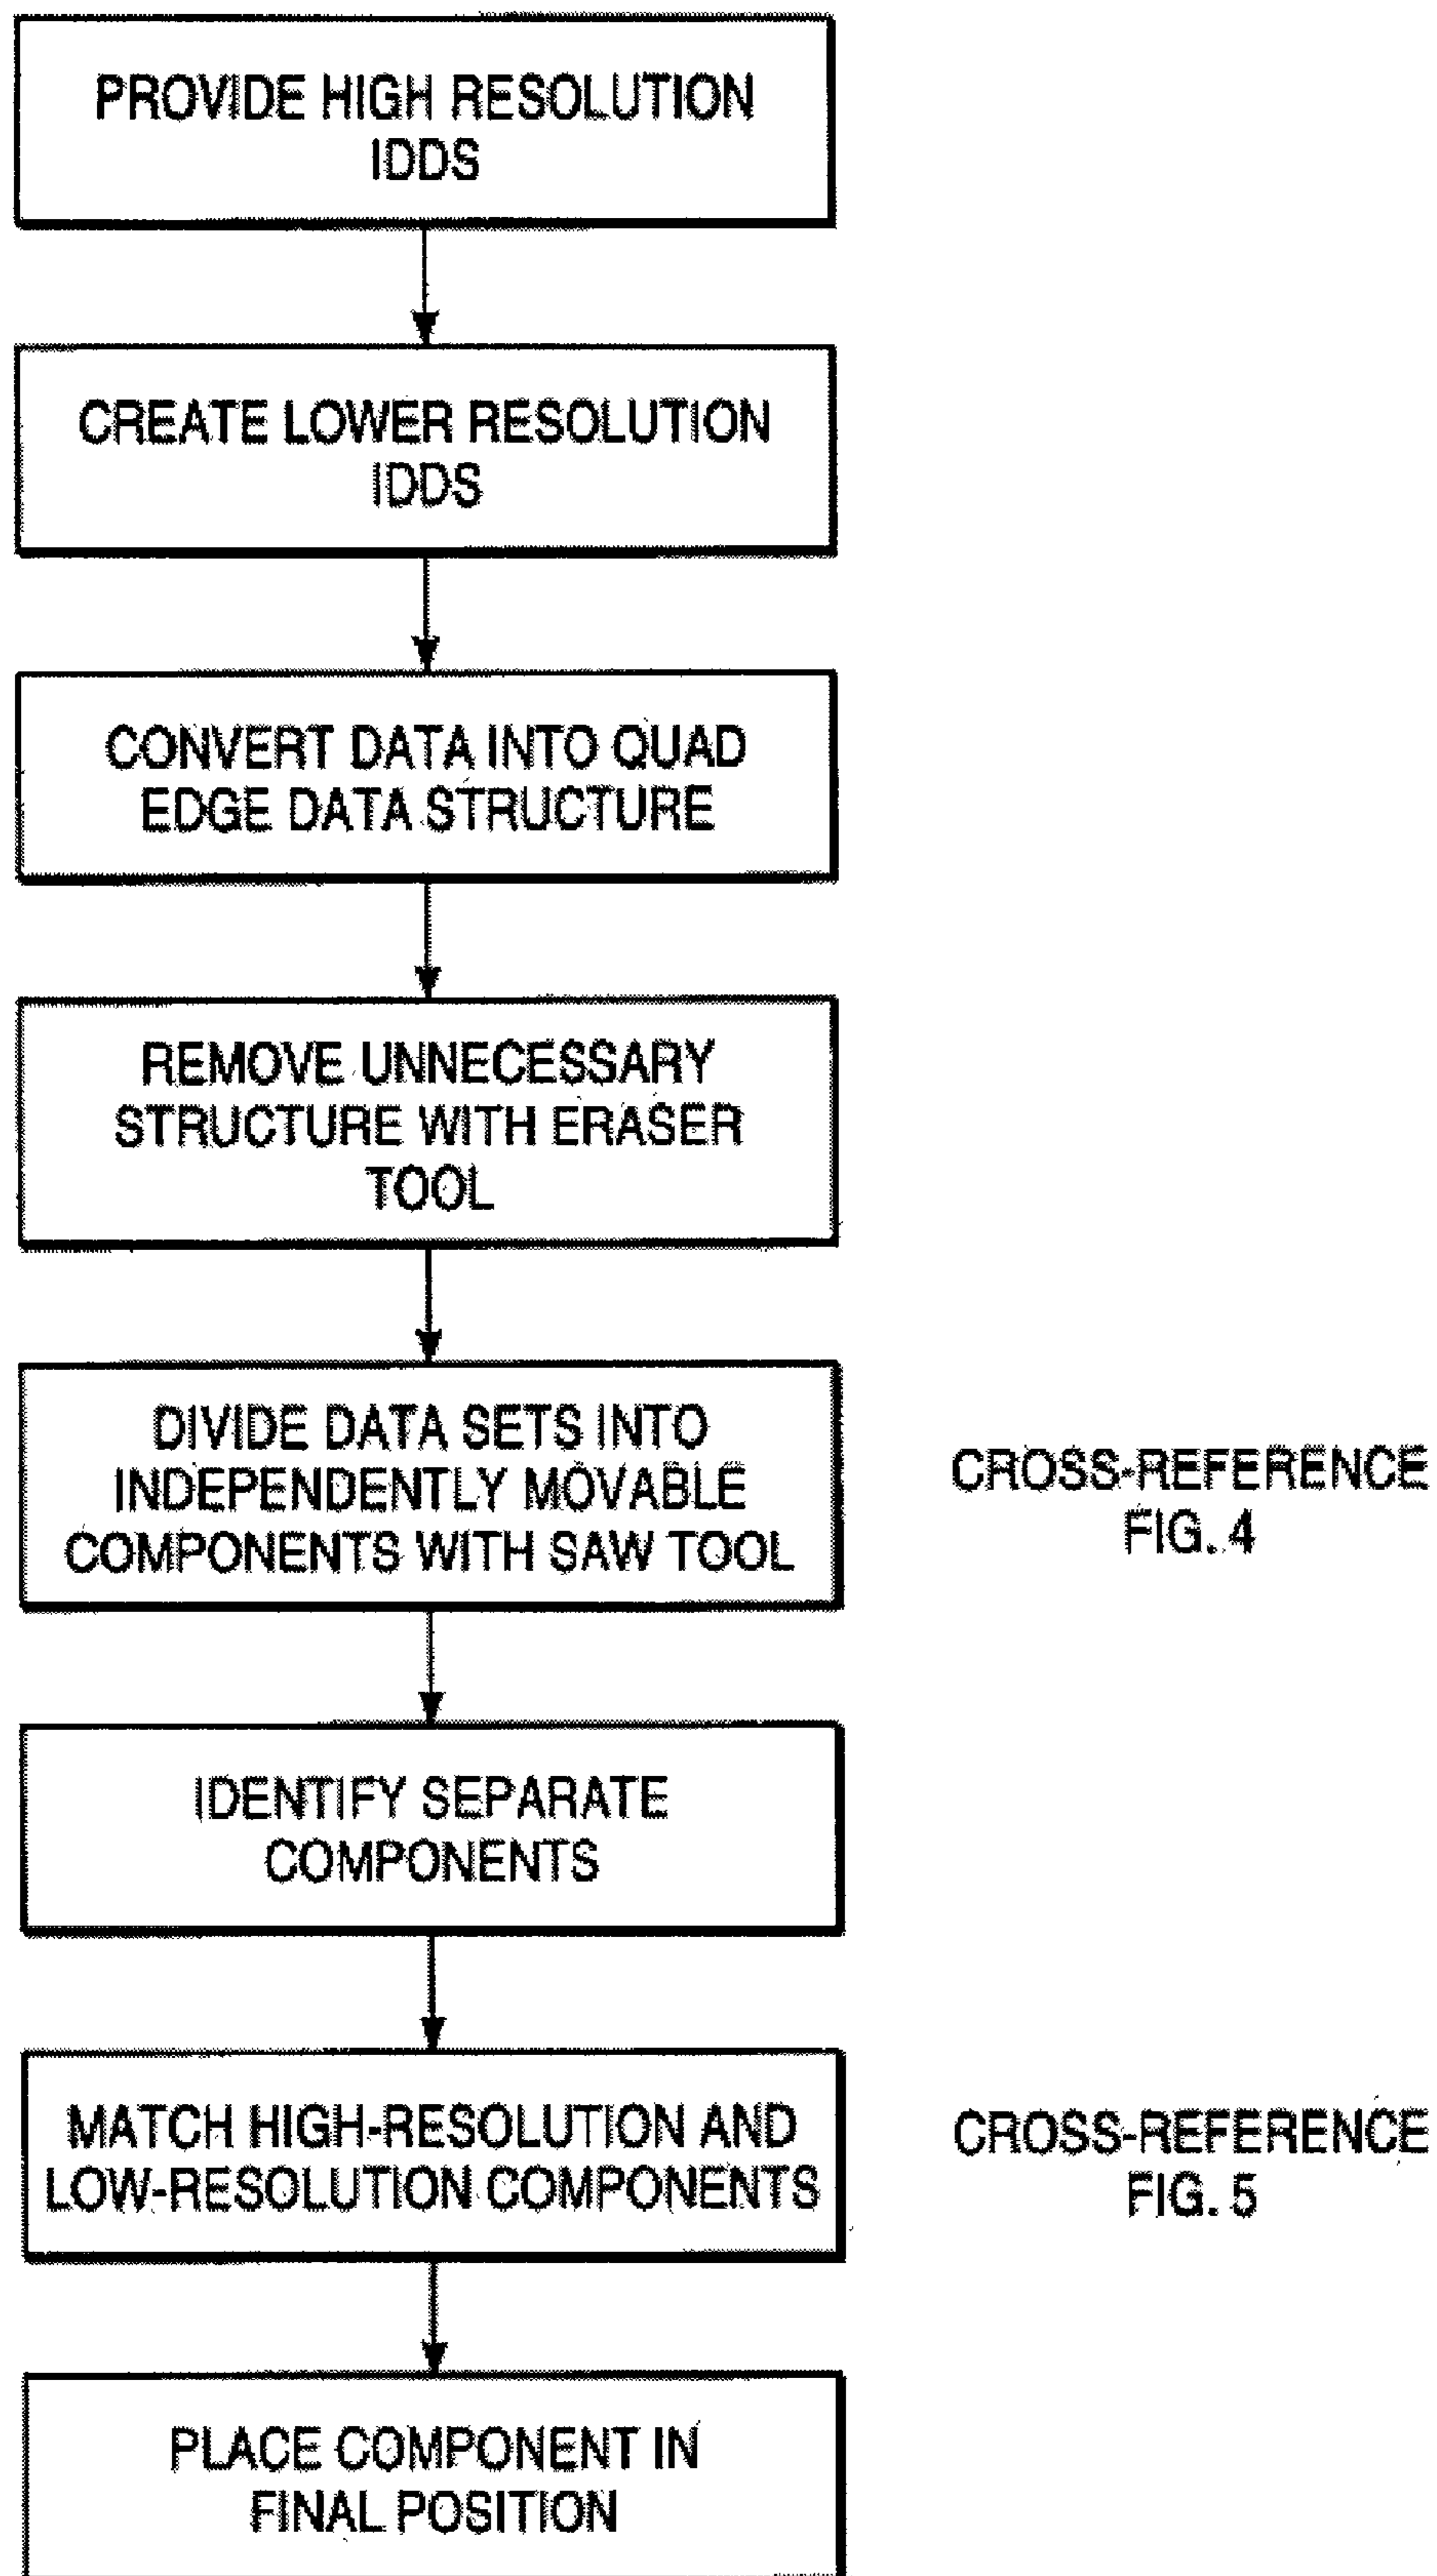 PROVIDE HIGH RESOLUTION
IDDS
CREATE LOWER RESOLUTION
IDDS
CONVERT DATA INTO QUAD
EDGE DATA STRUCTURE
REMOVE UNNECESSARY
STRUCTURE WITH ERASER
TOOL
DIVIDE DATA SETS INTO
INDEPENDENTLY MOVABLE
COMPONENTS WITH SAW TOOL
CROSS-REFERENCE
FIG. 4
IDENTIFY SEPARATE
COMPONENTS
MATCH HIGH-RESOLUTION AND
LOW-RESOLUTION COMPONENTS
CROSS-REFERENCE
FIG. 5
PLACE COMPONENT IN
FINAL POSITION